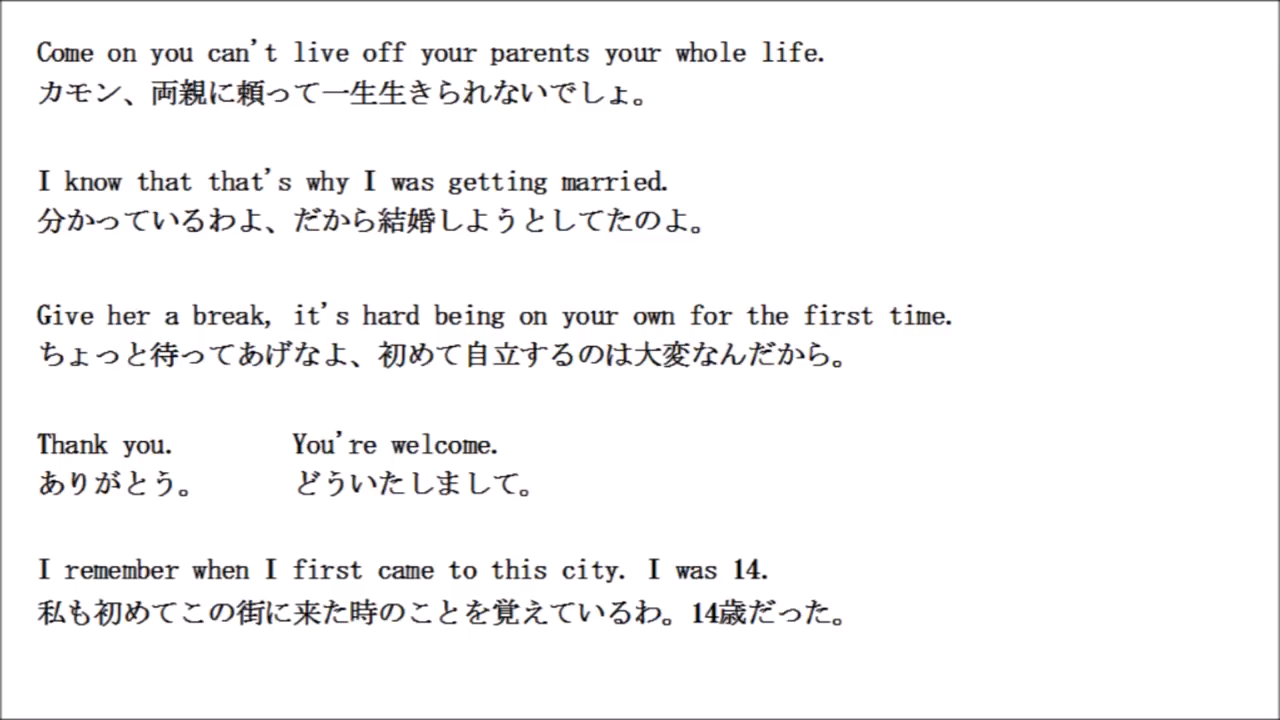 Come on you can't live off your parents your whole life.
カモン、両親に頼って一生生きられないでしょ。
I know that that's why I was getting married.
分かっているわよ、だから結婚しようとしてたのよ。
Give her a break, it's hard being on your own for the first time.
ちょっと待ってあげなよ、初めて自立するのは大変なんだから。
Thank you. You're welcome.
ありがとう。 どういたしまして。
I remember when I first came to this city. I was 14.
私も初めてこの街に来た時のことを覚えているわ。14歳だった。